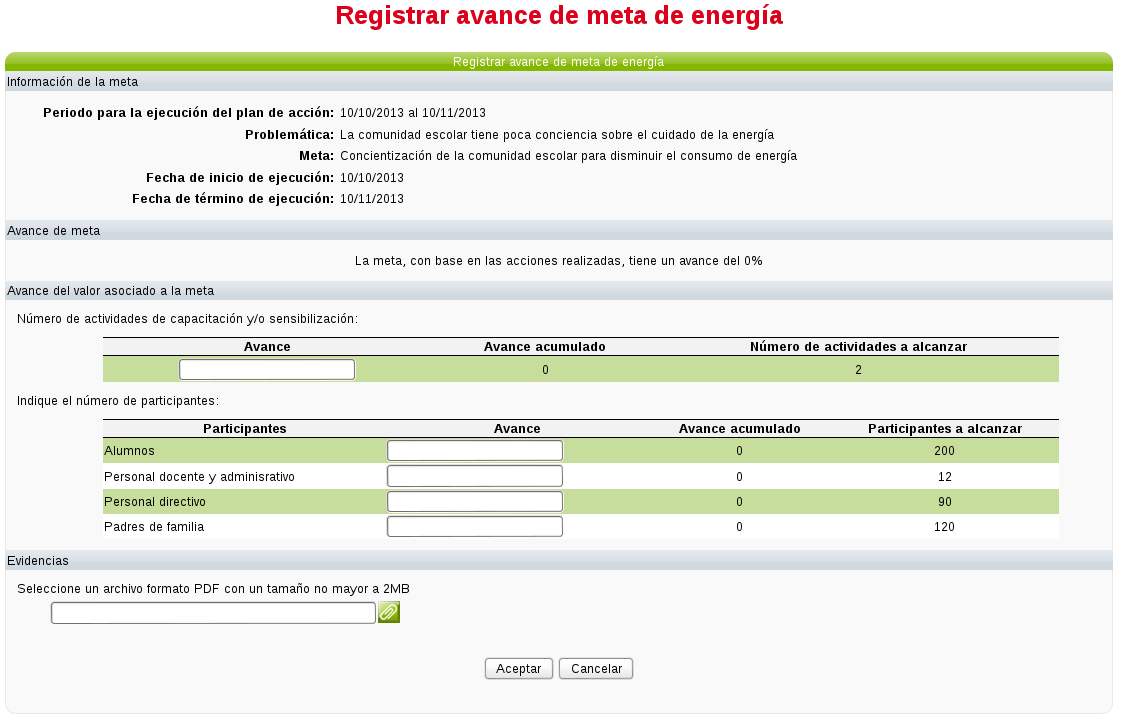 Registrar avance de meta de energía
Registrar avance de meta de energía
Información de la meta
Periodo para la ejecución del plan de acción: 10/10/2013 al 10/11/2013
Problemática: La comunidad escolar tiene poca conciencia sobre el cuidado de la energía
Meta: Concientización de la comunidad escolar para disminuir el consumo de energía
Fecha de inicio de ejecución: 10/10/2013
Fecha de término de ejecución: 10/11/2013
Avance de meta
La meta, con base en las acciones realizadas, tiene un avance del 0%
Avance del valor asociado a la meta
Número de actividades de capacitación y/o sensibilización:
Avance Avance acumulado Número de actividades a alcanzar
0 2
Indique el número de participantes:
Participantes Avance Avance acumulado Participantes a alcanzar
Alumnos 0 200
Personal docente y adminisrativo 0 12
Personal directivo 0 90
Padres de familia 0 120
Evidencias
Seleccione un archivo formato PDF con un tamaño no mayor a 2MB
Aceptar Cancelar